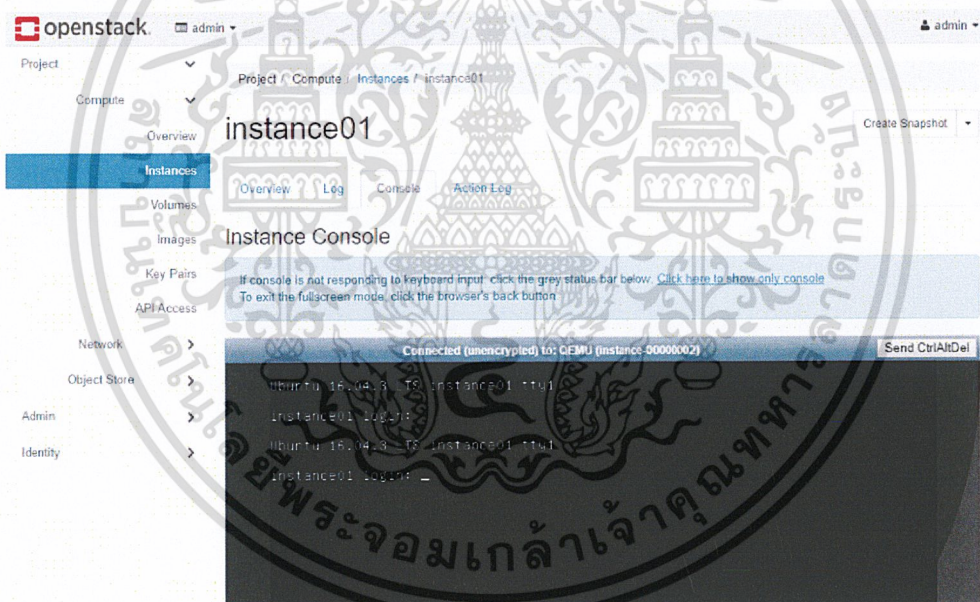 openstack. admin
admin
Project
Project / Compute / Instances / instance01
Compute
Overview
instance01
Create Snapshot
Instances
Overview Log Console Action Log
Volumes
Images
Instance Console
Key Pairs
If console is not responding to keyboard input, click the grey status bar below. Click here to show only console
To exit the fullscreen mode, click the browser's back button.
API Access
Network
Connected (unencrypted) to: QEMU (instance-00000002)
Send CtrlAltDel
Object Store
Ubuntu 16.04.3 LTS instance01 tty1
Admin
instance01 login:
Identity
Ubuntu 16.04.3 LTS instance01 tty1
instance01 login: _
พระจอมเกล้าเจ้าคุณทหาร